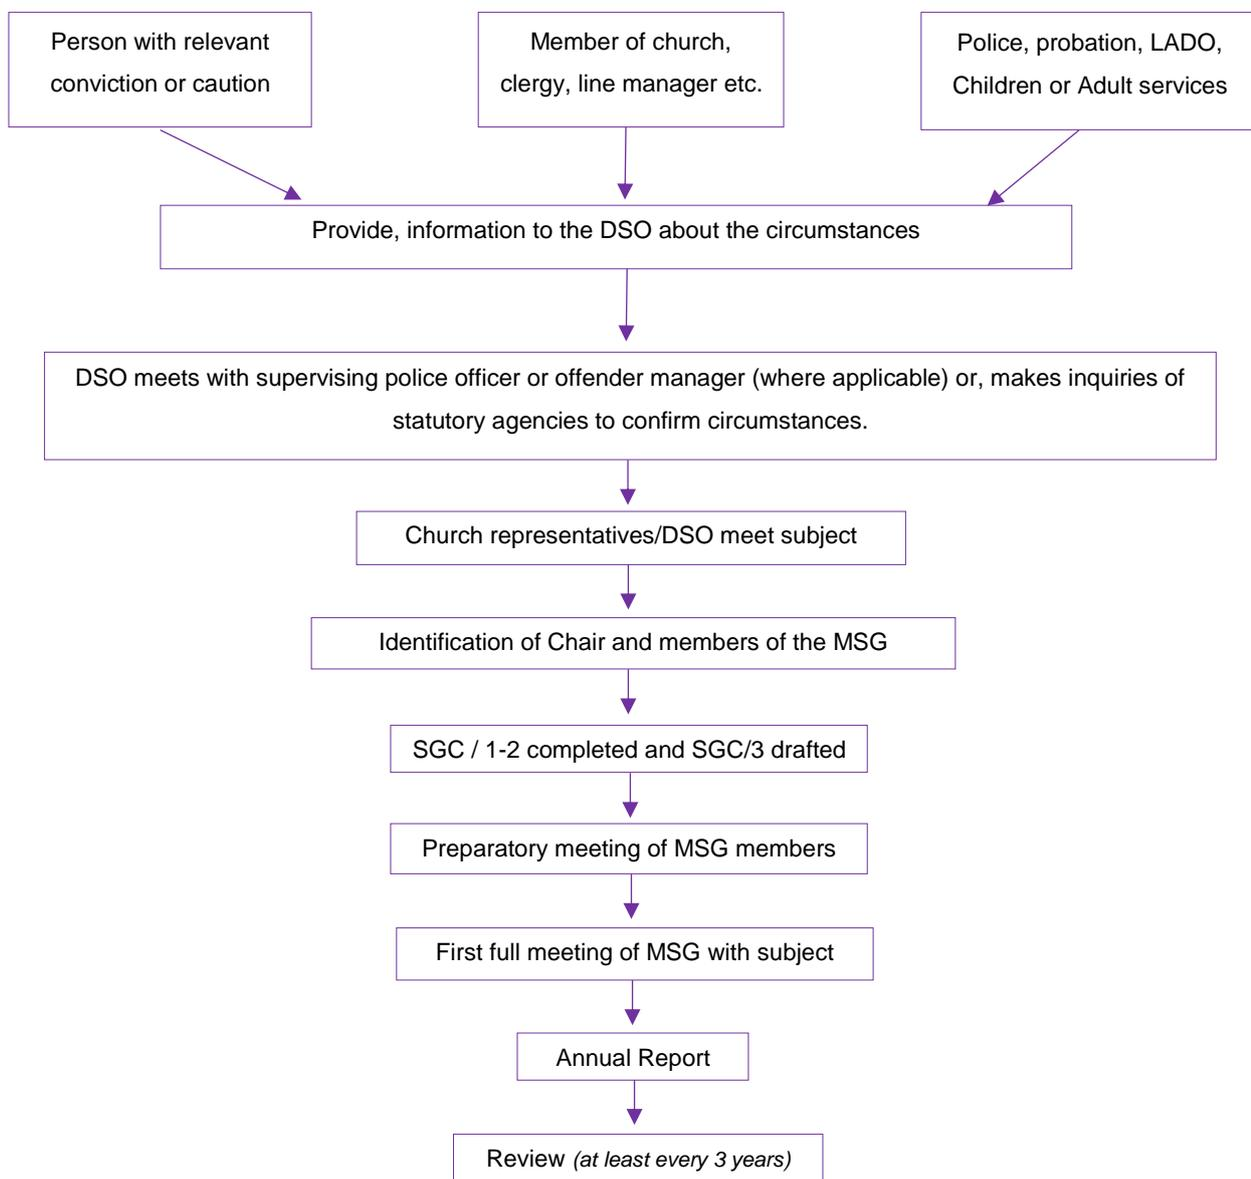 Person with relevant
conviction or caution
Member of church,
clergy, line manager etc.
Police, probation, LADO,
Children or Adult services
Provide, information to the DSO about the circumstances
DSO meets with supervising police officer or offender manager (where applicable) or, makes inquiries of
statutory agencies to confirm circumstances.
Church representatives/DSO meet subject
Identification of Chair and members of the MSG
SGC / 1-2 completed and SGC/3 drafted
Preparatory meeting of MSG members
First full meeting of MSG with subject
Annual Report
Review (at least every 3 years)